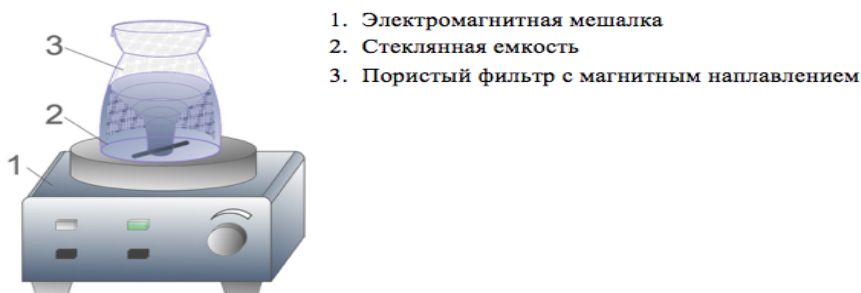 1. Электромагнитная мешалка
2. Стеклянная емкость
3. Пористый фильтр с магнитным наплавлением
3
2
1